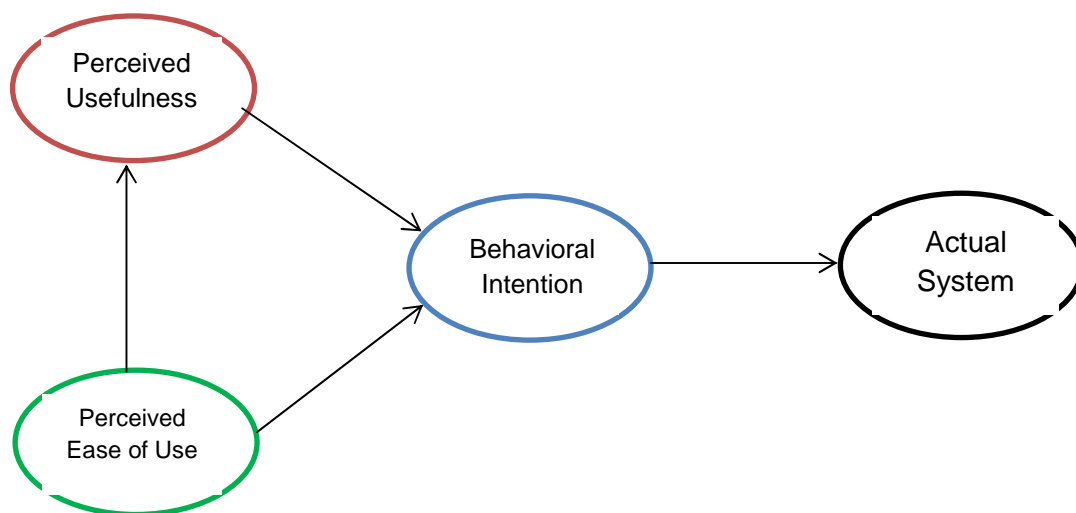 Perceived
Usefulness
Behavioral
Intention
Actual
System
Perceived
Ease of Use